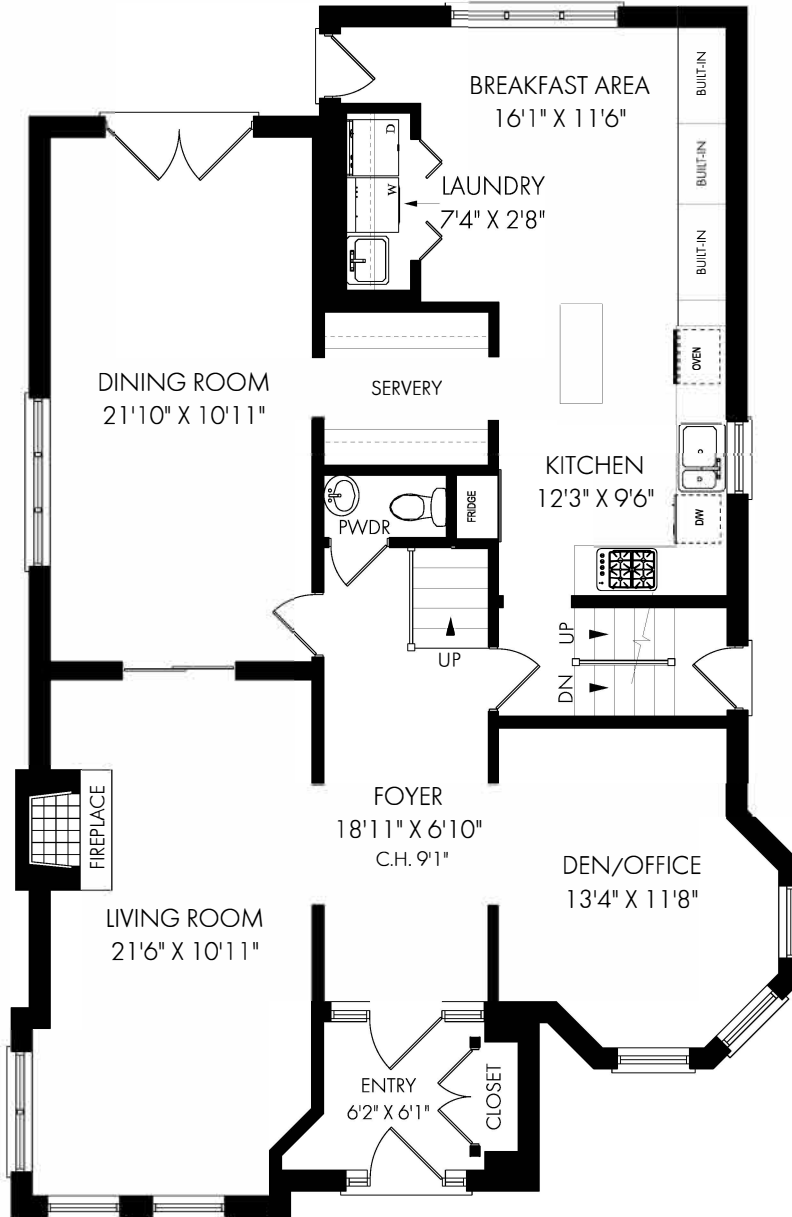 BREAKFAST AREA
16'1" X 11'6"
BUILT-IN
BUILT-IN
BUILT-IN
D
W
LAUNDRY
7'4" X 2'8"
DINING ROOM
21'10" X 10'11"
SERVERY
OVEN
KITCHEN
12'3" X 9'6"
FRIDGE
D/W
PWDR
UP
UP
DN
FOYER
18'11" X 6'10"
C.H. 9'1"
FIREPLACE
DEN/OFFICE
13'4" X 11'8"
LIVING ROOM
21'6" X 10'11"
ENTRY
6'2" X 6'1"
CLOSET